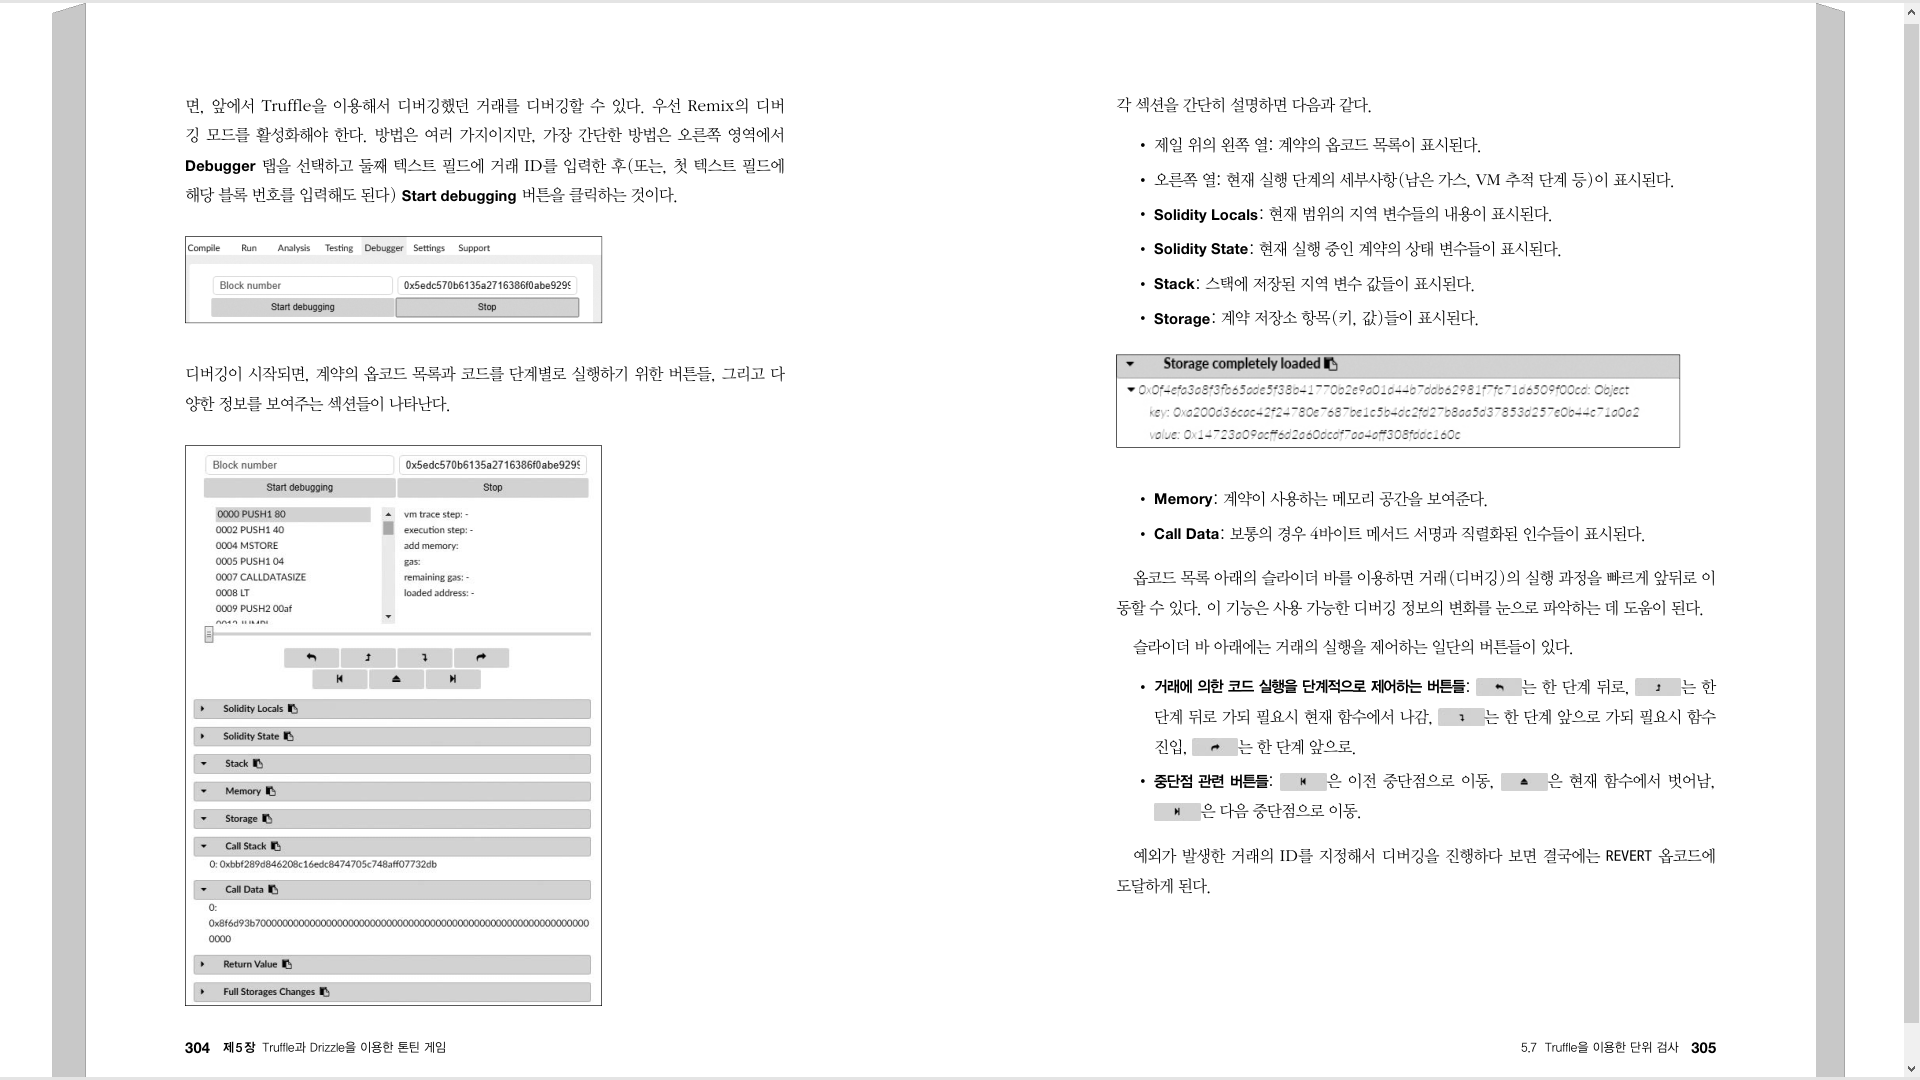 면, 앞에서 Truffle을 이용해서 디버깅했던 거래를 디버깅할 수 있다. 우선 Remix의 디버
깅 모드를 활성화해야 한다. 방법은 여러 가지이지만, 가장 간단한 방법은 오른쪽 영역에서
Debugger 탭을 선택하고 둘째 텍스트 필드에 거래 ID를 입력한 후(또는, 첫 텍스트 필드에
해당 블록 번호를 입력해도 된다) Start debugging 버튼을 클릭하는 것이다.
Compile Run Analysis Testing Debugger Settings Support
Block number 0x5edc570b6135a2716386f0abe9299
Start debugging Stop
디버깅이 시작되면, 계약의 옵코드 목록과 코드를 단계별로 실행하기 위한 버튼들, 그리고 다
양한 정보를 보여주는 섹션들이 나타난다.
Block number 0x5edc570b6135a2716386f0abe9299
Start debugging Stop
0000 PUSH1 80
0002 PUSH1 40
0004 MSTORE
0005 PUSH1 04
0007 CALLDATASIZE
0008 LT
0009 PUSH2 00af
0012 JUMPI
vm trace step: -
execution step: -
add memory:
gas:
remaining gas: -
loaded address: -
Solidity Locals
Solidity State
Stack
Memory
Storage
Call Stack
0: 0xbbf289d846208c16edc8474705c748aff07732db
Call Data
0:
0000
Return Value
Full Storages Changes
304 제5장 Truffle과 Drizzle을 이용한 톤틴 게임
각 섹션을 간단히 설명하면 다음과 같다.
• 제일 위의 왼쪽 열: 계약의 옵코드 목록이 표시된다.
• 오른쪽 열: 현재 실행 단계의 세부사항(남은 가스, VM 추적 단계 등)이 표시된다.
• Solidity Locals: 현재 범위의 지역 변수들의 내용이 표시된다.
• Solidity State: 현재 실행 중인 계약의 상태 변수들이 표시된다.
• Stack: 스택에 저장된 지역 변수 값들이 표시된다.
• Storage: 계약 저장소 항목(키, 값)들이 표시된다.
Storage completely loaded
0x0f4efa3a8f3fb65ade5f38b41770b2e9a01d44b7ddb62981f7fc71d6509f00cd: Object
key: 0xa200d36cac42f24780e7687be1c5b4dc2fd27b8aa5d37853d257e0b44c71a0a2
value: 0x14723a09acff6d2a60dcdf7aa4aff308fddc160c
• Memory: 계약이 사용하는 메모리 공간을 보여준다.
• Call Data: 보통의 경우 4바이트 메서드 서명과 직렬화된 인수들이 표시된다.
옵코드 목록 아래의 슬라이더 바를 이용하면 거래(디버깅)의 실행 과정을 빠르게 앞뒤로 이
동할 수 있다. 이 기능은 사용 가능한 디버깅 정보의 변화를 눈으로 파악하는 데 도움이 된다.
슬라이더 바 아래에는 거래의 실행을 제어하는 일단의 버튼들이 있다.
• 거래에 의한 코드 실행을 단계적으로 제어하는 버튼들: 는 한 단계 뒤로, 는 한
단계 뒤로 가되 필요시 현재 함수에서 나감, 는 한 단계 앞으로 가되 필요시 함수
진입, 는 한 단계 앞으로.
• 중단점 관련 버튼들: 은 이전 중단점으로 이동, 은 현재 함수에서 벗어남,
은 다음 중단점으로 이동.
예외가 발생한 거래의 ID를 지정해서 디버깅을 진행하다 보면 결국에는 REVERT 옵코드에
도달하게 된다.
5.7 Truffle을 이용한 단위 검사 305